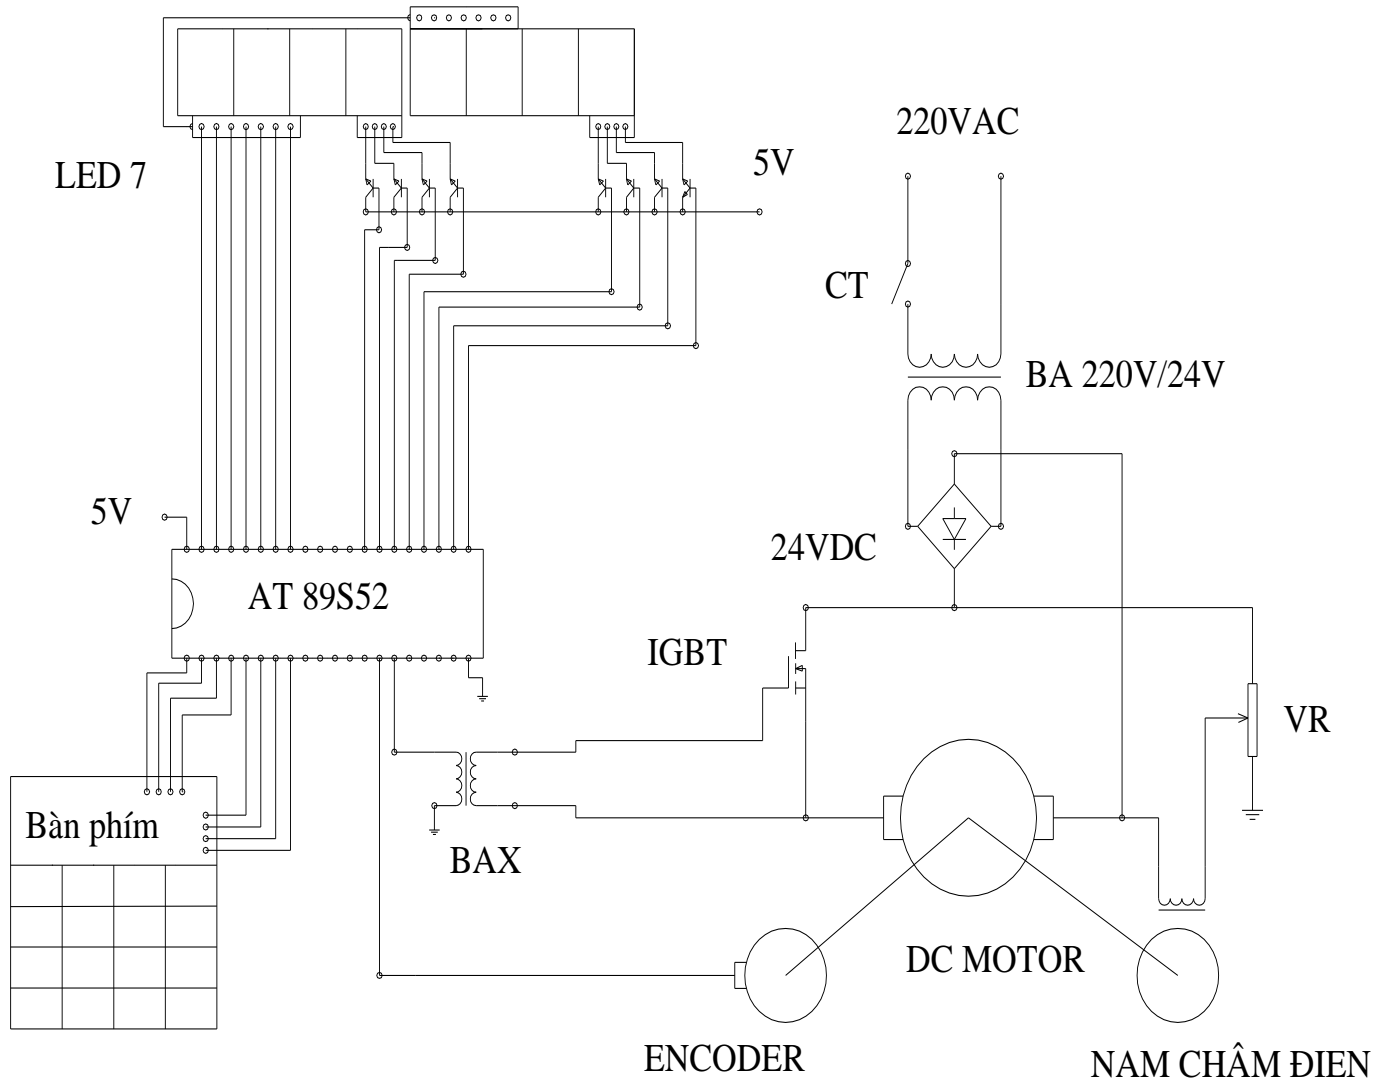 220VAC
5V
LED 7
CT
BA 220V/24V
5V
24VDC
AT 89S52
IGBT
VR
Bàn phím
BAX
DC MOTOR
ENCODER
NAM CHÂM ĐIEN